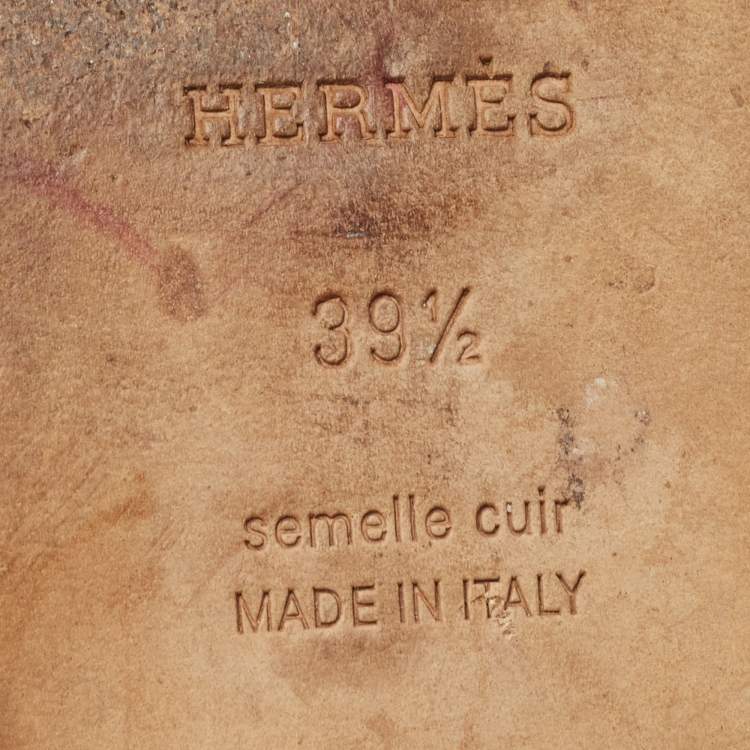 HERMÈS
39½
semelle cuir
MADE IN ITALY